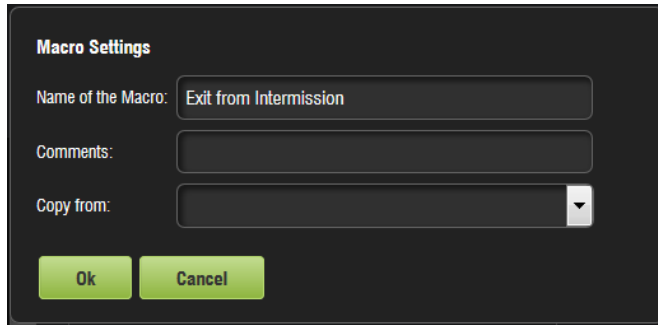 Macro Settings
Name of the Macro: Exit from Intermission
Comments:
Copy from:
Ok Cancel